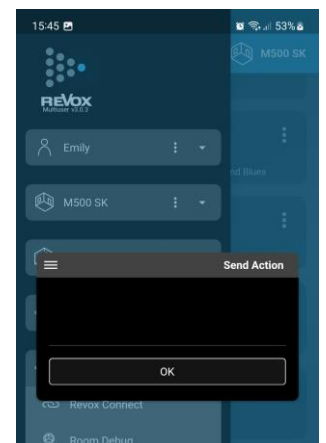 15:45 53%
REVOX
Multiuser v3.0.3
M500 SK
Emily
nd Blues
M500 SK
Send Action
OK
Revox Connect
Room Debug